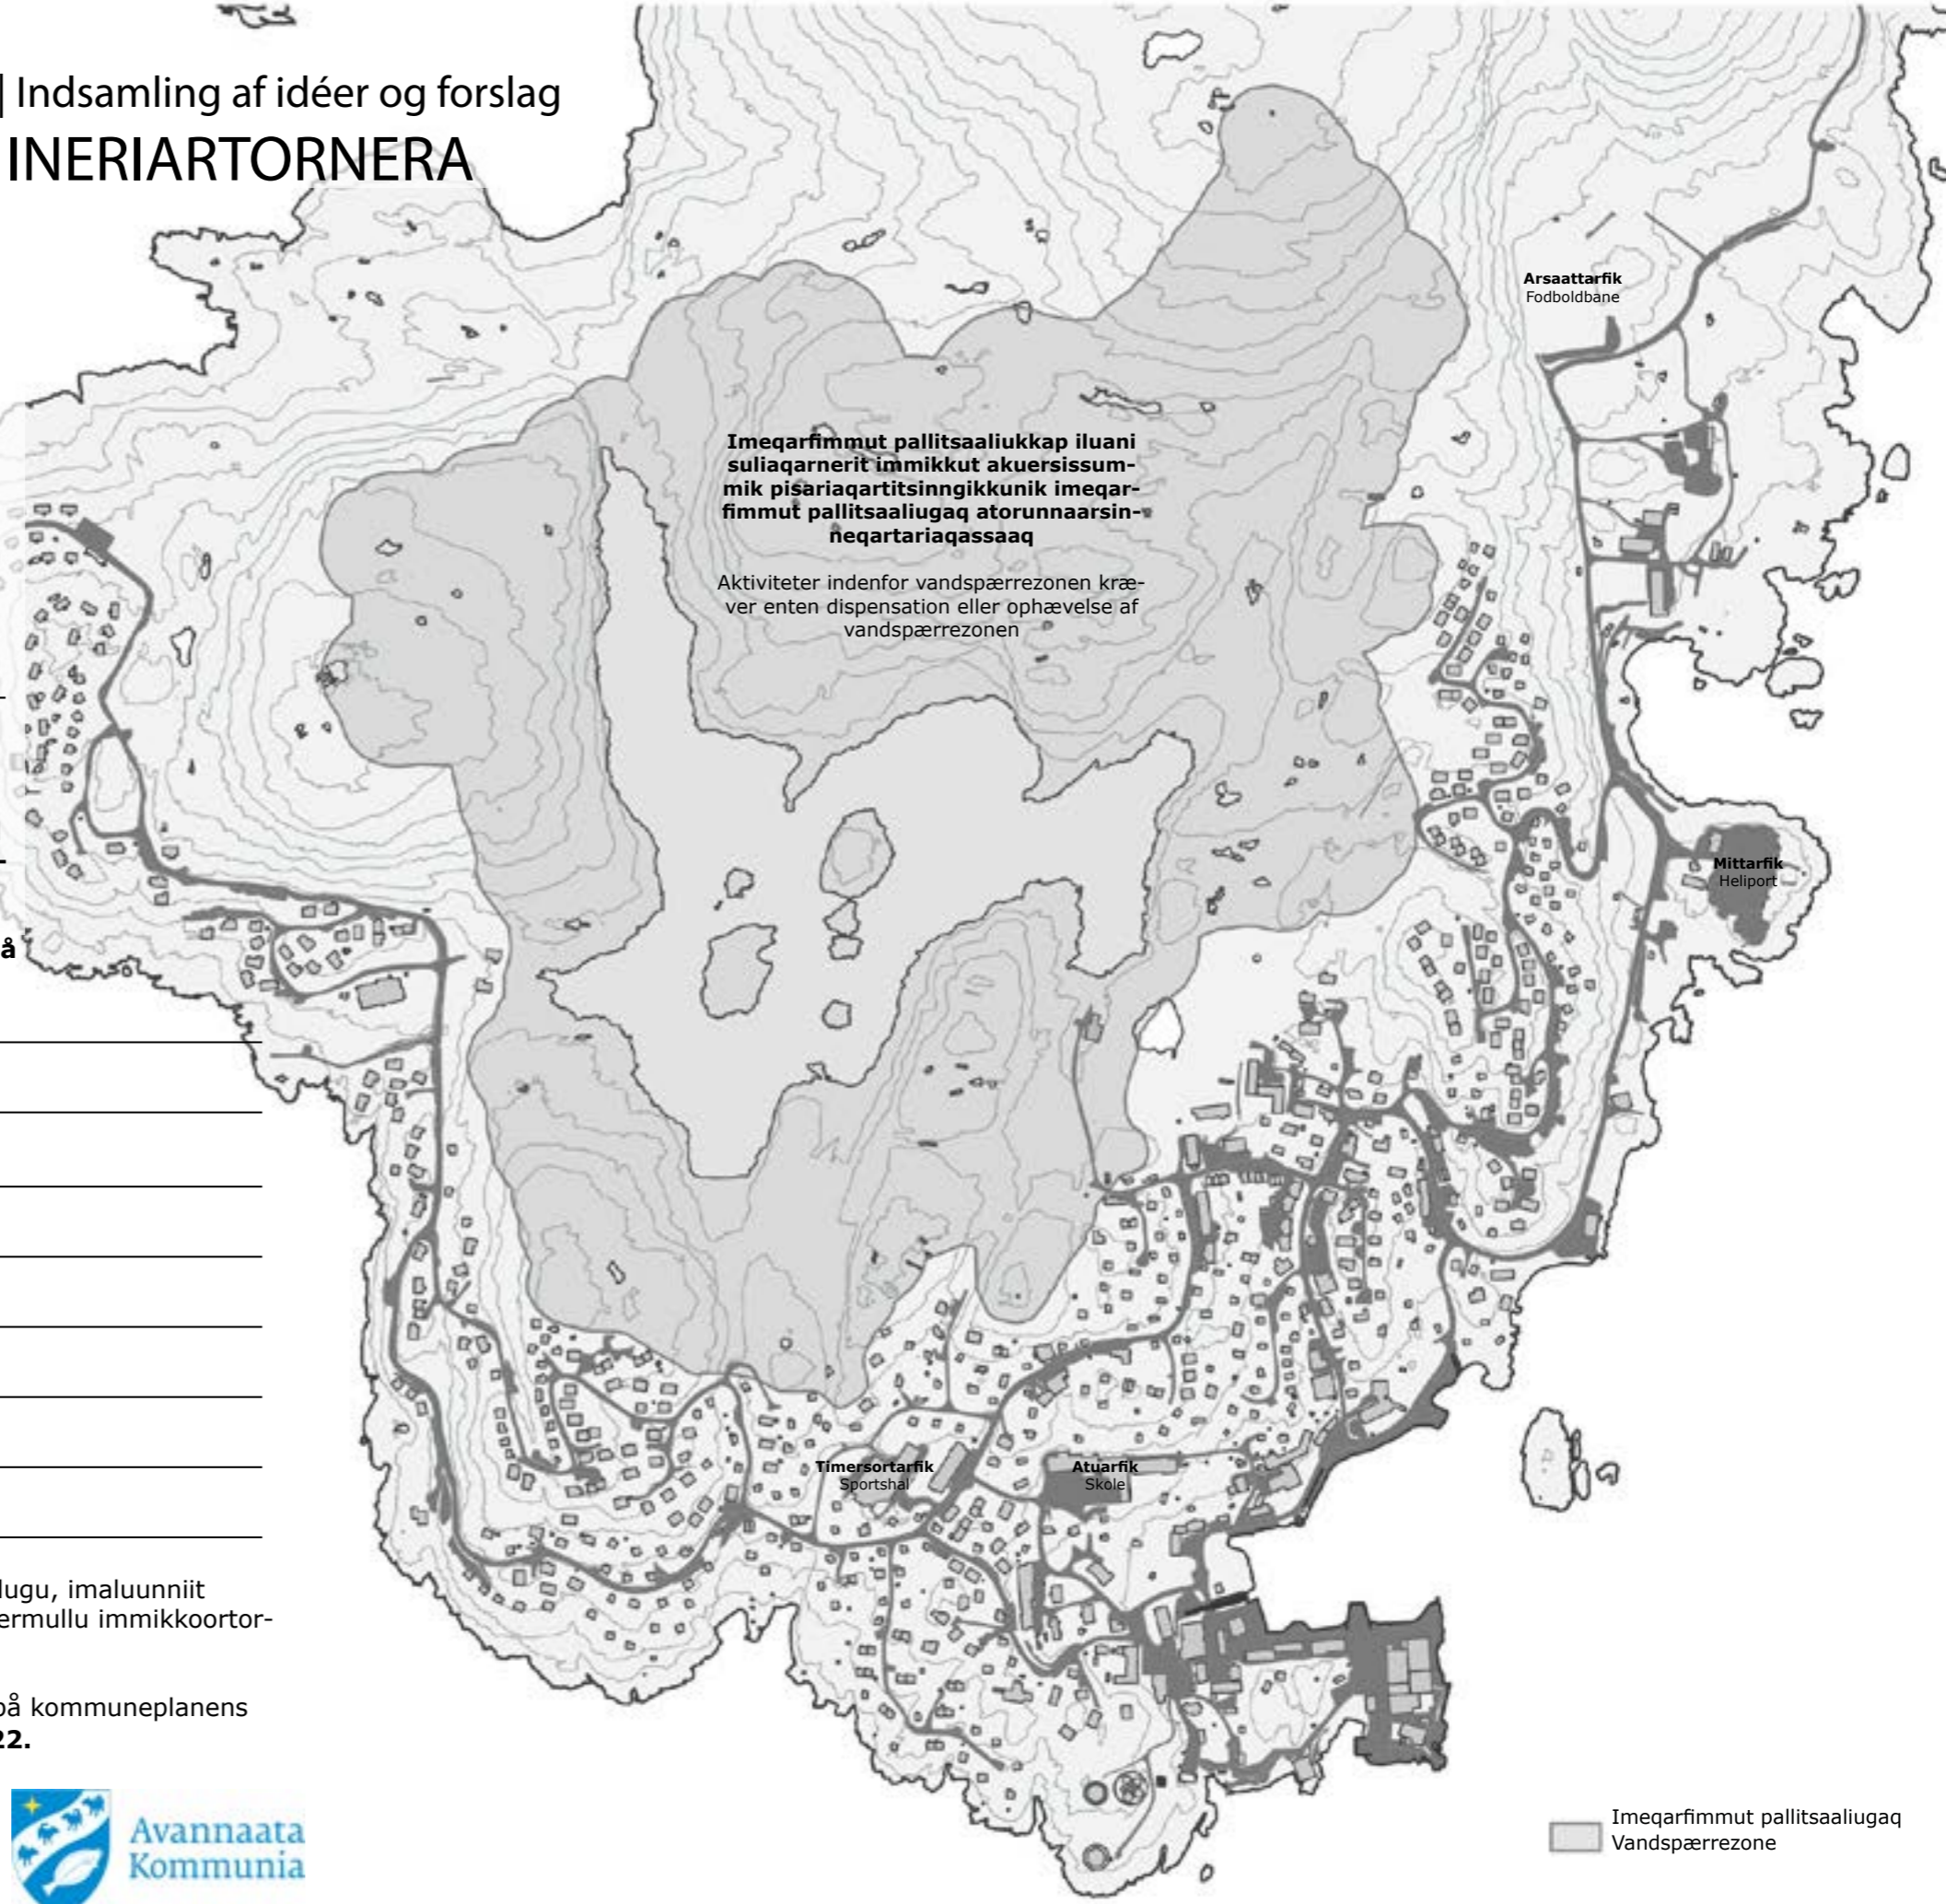 | Indsamling af idéer og forslag
INERIARTORNERA
Arsaattarfik
Fodboldbane
Imeqarfimmut pallitsaaliukkap iluani
suliaqarnerit immikkut akuersissum-
mik pisariaqartitsinngikkunik imeqar-
fimmut pallitsaaliugaq atorunnaarsin-
neqartariaqassaaq
Aktiviteter indenfor vandspærrezonen kræ-
ver enten dispensation eller ophævelse af
vandspærrezonen
Mittarfik
Heliport
å
Timersortarfik
Sportshal
Atuarfik
Skole
lugu, imaluunniit
ermullu immikkoortor-
på kommuneplanens
22.
Avannaata
Kommunia
Imeqarfimmut pallitsaaliugaq
Vandspærrezone